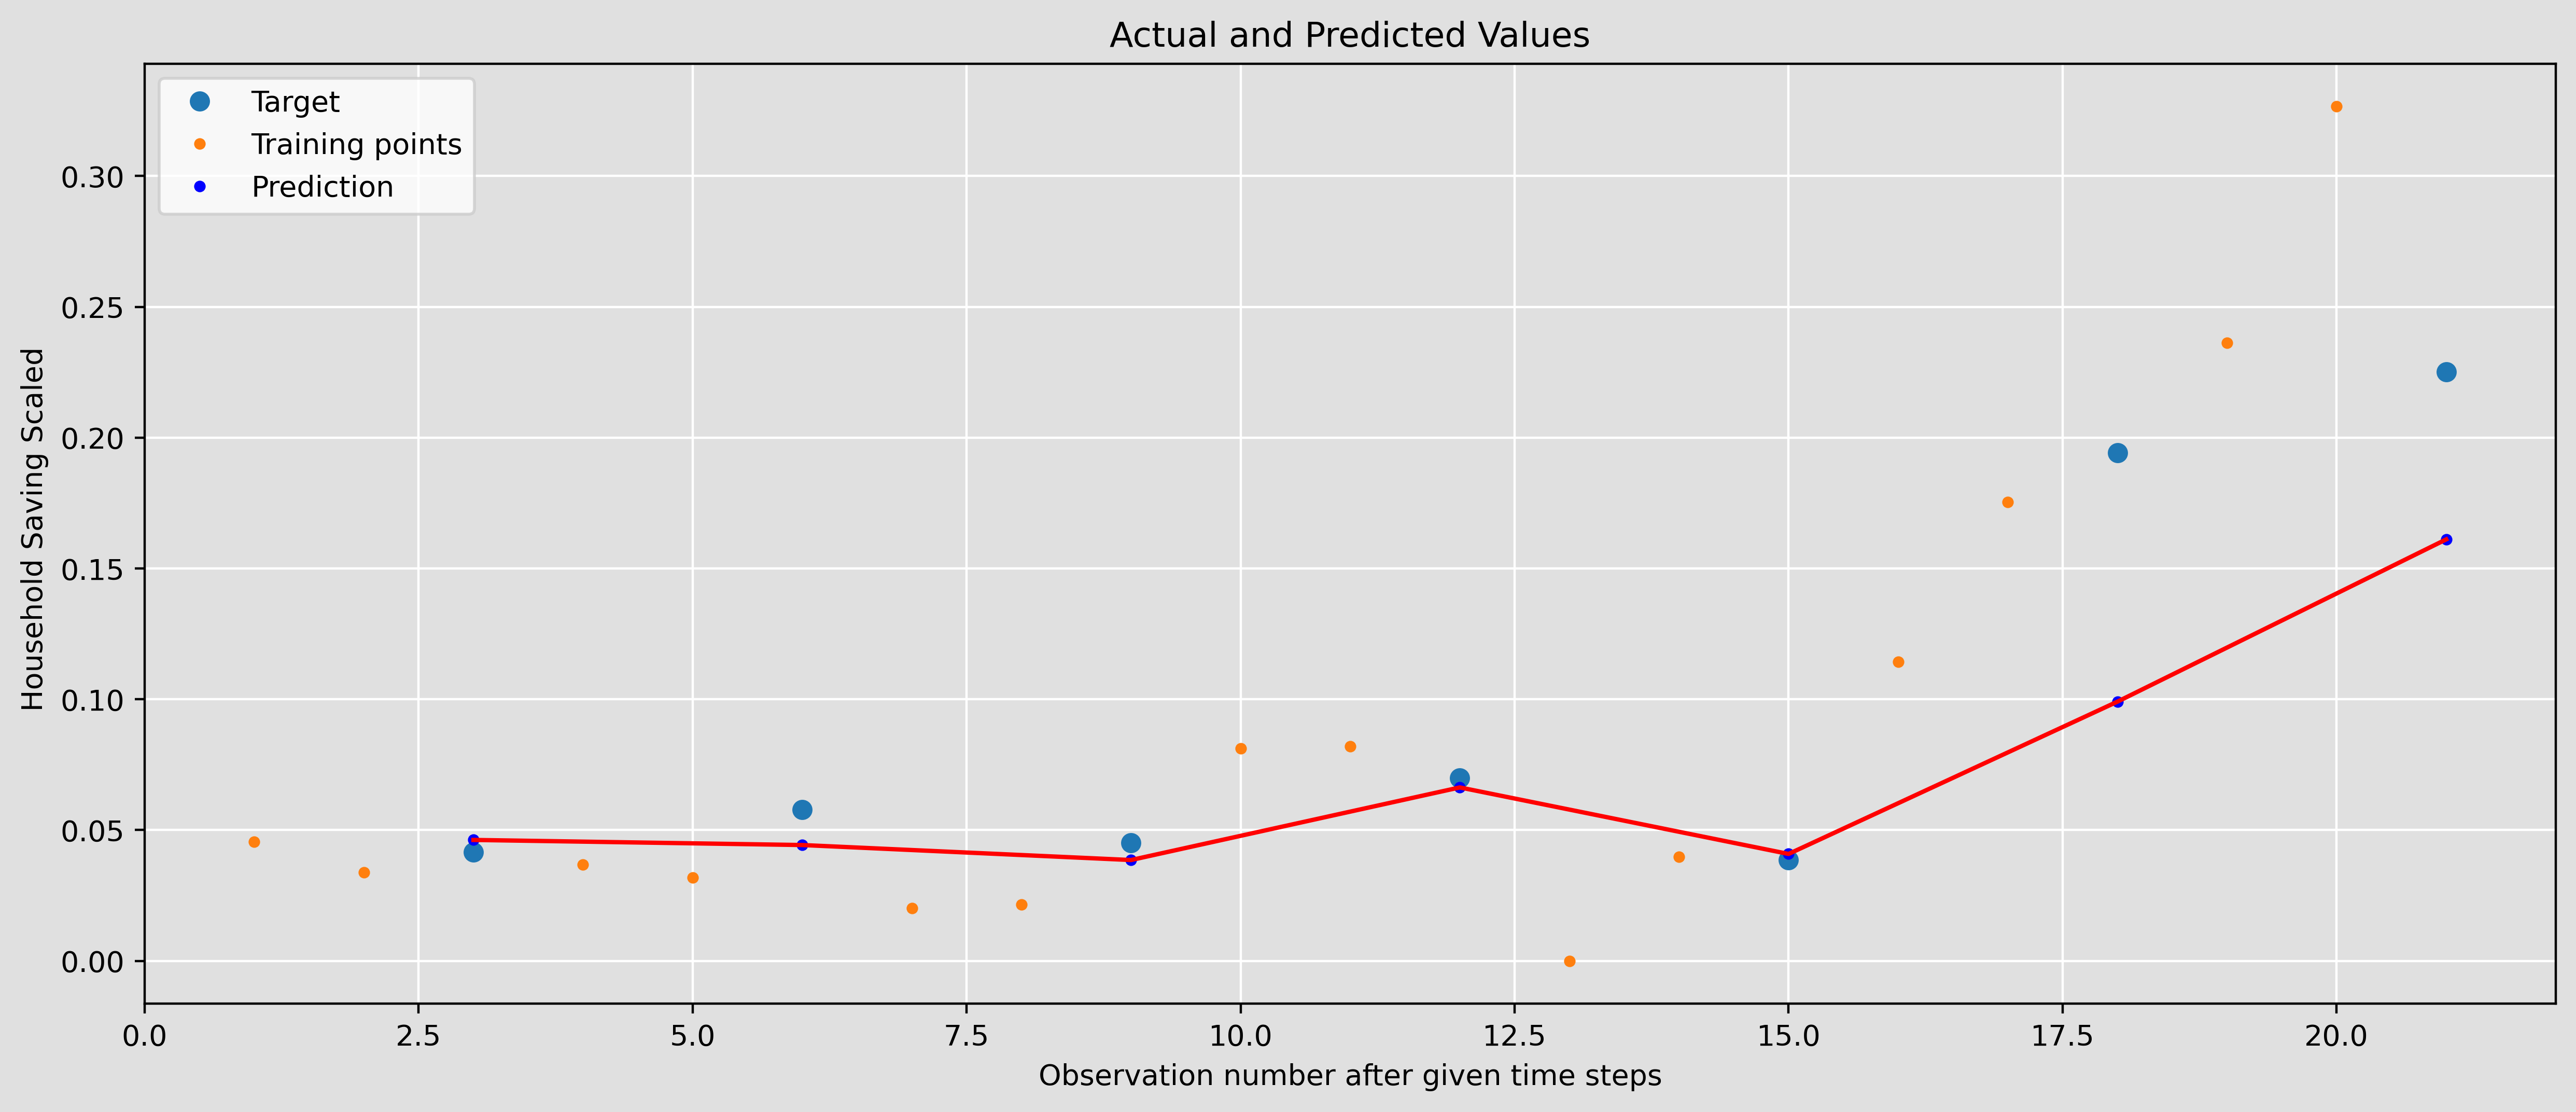 Actual and Predicted Values
Target
Training points
Prediction
Household Saving Scaled
0.30
0.25
0.20
0.15
0.10
0.05
0.00
0.0 2.5 5.0 7.5 10.0 12.5 15.0 17.5 20.0
Observation number after given time steps